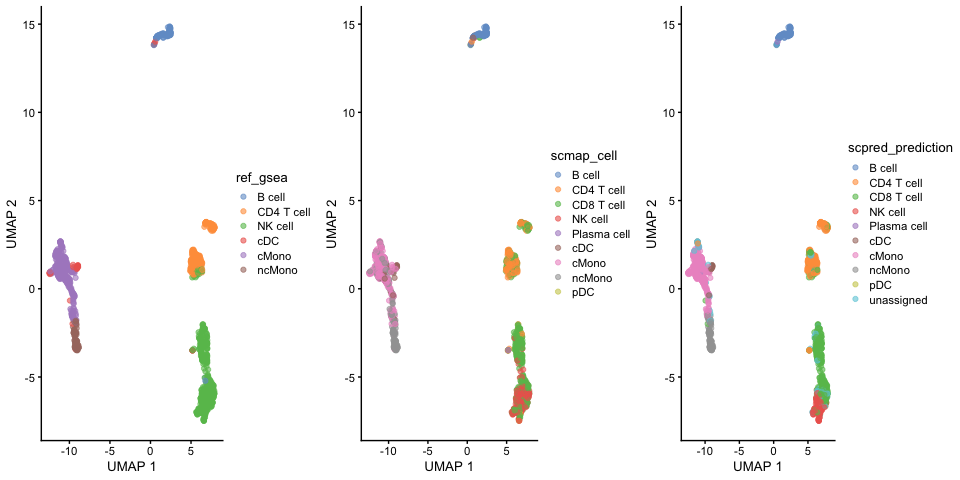 15
10
5
0
-5
UMAP 2
-10
-5
0
5
UMAP 1
ref_gsea
B cell
CD4 T cell
NK cell
cDC
cMono
ncMono
15
10
5
0
-5
UMAP 2
-10
-5
0
5
UMAP 1
scmap_cell
B cell
CD4 T cell
CD8 T cell
NK cell
Plasma cell
cDC
cMono
ncMono
pDC
15
10
5
0
-5
UMAP 2
-10
-5
0
5
UMAP 1
scpred_prediction
B cell
CD4 T cell
CD8 T cell
NK cell
Plasma cell
cDC
cMono
ncMono
pDC
unassigned